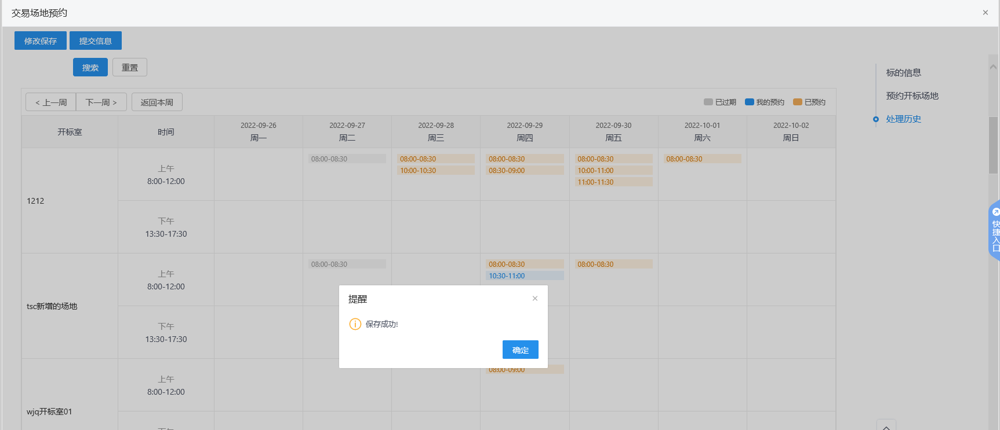 交易场地预约
修改保存 提交信息
搜索 重置
标的信息
预约开标场地
处理历史
< 上一周 下一周 > 返回本周
已过期 我的预约 已预约
开标室 时间 2022-09-26 2022-09-27 2022-09-28 2022-09-29 2022-09-30 2022-10-01 2022-10-02
周一 周二 周三 周四 周五 周六 周日
1212
上午
8:00-12:00
08:00-08:30 08:00-08:30 08:00-08:30 08:00-08:30 08:00-08:30
10:00-10:30 08:30-09:00 10:00-11:00
11:00-11:30
下午
13:30-17:30
快捷入口
tsc新增的场地
上午
8:00-12:00
08:00-08:30 08:00-08:30 08:00-08:30
10:30-11:00
下午
13:30-17:30
提醒
保存成功!
确定
wjq开标室01
上午
8:00-12:00
08:00-09:00
下午